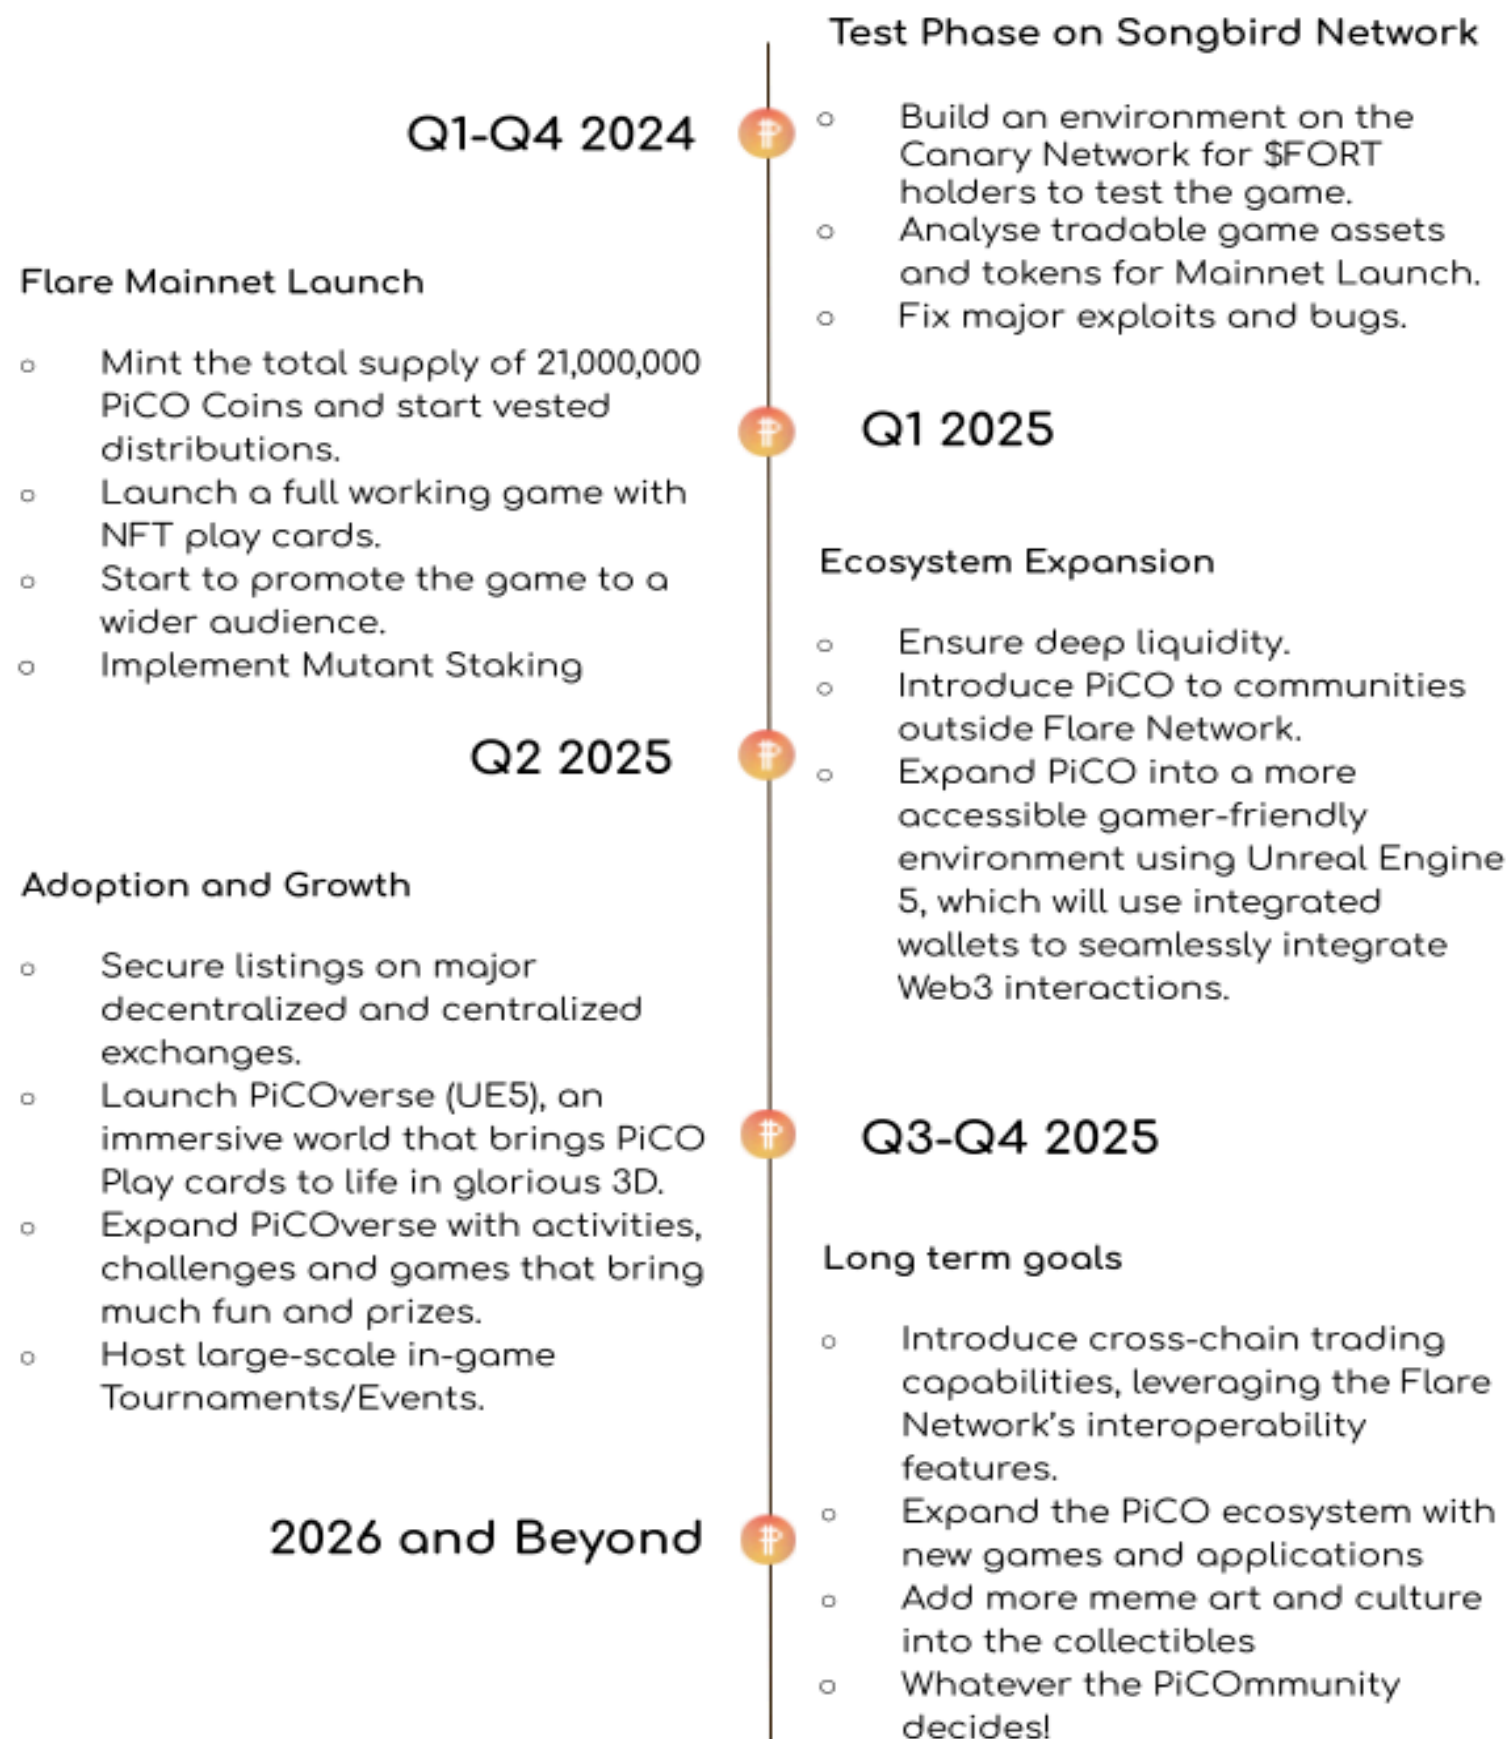 Test Phase on Songbird Network
Q1-Q4 2024
Build an environment on the
Canary Network for $FORT
holders to test the game.
Analyse tradable game assets
and tokens for Mainnet Launch.
Fix major exploits and bugs.
Flare Mainnet Launch
Mint the total supply of 21,000,000
PiCO Coins and start vested
distributions.
Launch a full working game with
NFT play cards.
Start to promote the game to a
wider audience.
Implement Mutant Staking
Q1 2025
Ecosystem Expansion
Ensure deep liquidity.
Introduce PiCO to communities
outside Flare Network.
Expand PiCO into a more
accessible gamer-friendly
environment using Unreal Engine
5, which will use integrated
wallets to seamlessly integrate
Web3 interactions.
Q2 2025
Adoption and Growth
Secure listings on major
decentralized and centralized
exchanges.
Launch PiCOverse (UE5), an
immersive world that brings PiCO
Play cards to life in glorious 3D.
Expand PiCOverse with activities,
challenges and games that bring
much fun and prizes.
Host large-scale in-game
Tournaments/Events.
Q3-Q4 2025
Long term goals
Introduce cross-chain trading
capabilities, leveraging the Flare
Network’s interoperability
features.
Expand the PiCO ecosystem with
new games and applications
Add more meme art and culture
into the collectibles
Whatever the PiCOmmunity
decides!
2026 and Beyond